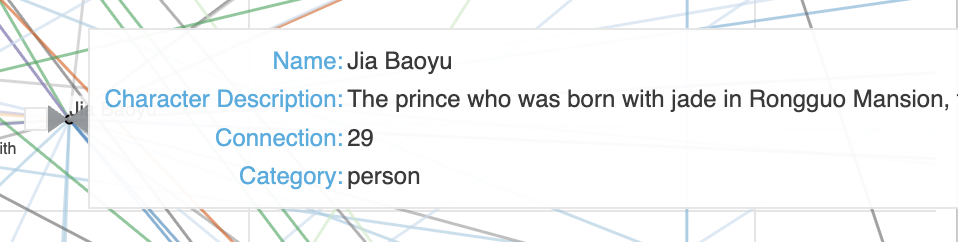 Name: Jia Baoyu
Character Description: The prince who was born with jade in Rongguo Mansion,
Connection: 29
Category: person
ith